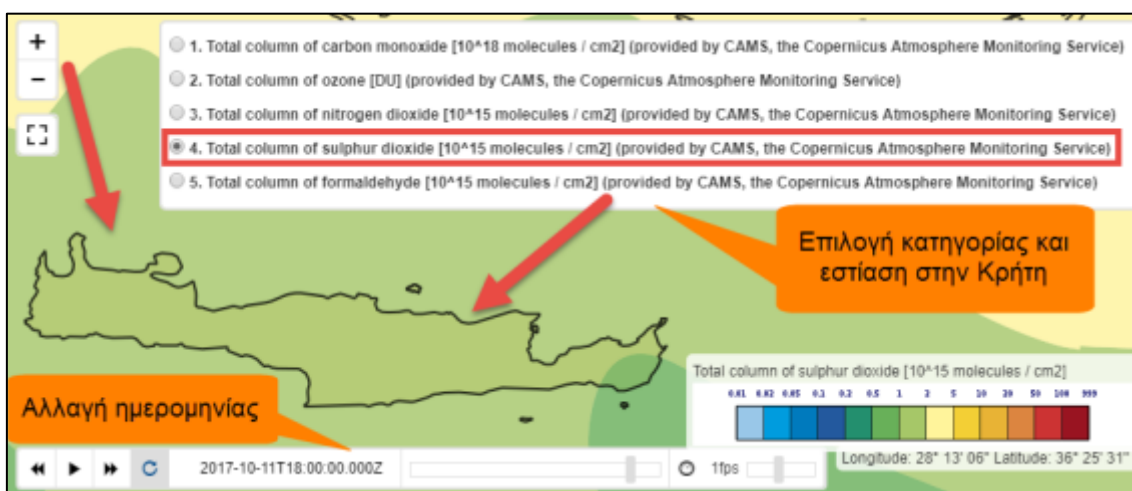 +
−
1. Total column of carbon monoxide [10^18 molecules / cm2] (provided by CAMS, the Copernicus Atmosphere Monitoring Service)
2. Total column of ozone [DU] (provided by CAMS, the Copernicus Atmosphere Monitoring Service)
3. Total column of nitrogen dioxide [10^15 molecules / cm2] (provided by CAMS, the Copernicus Atmosphere Monitoring Service)
4. Total column of sulphur dioxide [10^15 molecules / cm2] (provided by CAMS, the Copernicus Atmosphere Monitoring Service)
5. Total column of formaldehyde [10^15 molecules / cm2] (provided by CAMS, the Copernicus Atmosphere Monitoring Service)
Επιλογή κατηγορίας και
εστίαση στην Κρήτη
Total column of sulphur dioxide [10^15 molecules / cm2]
0.01 0.02 0.05 0.1 0.2 0.5 1 2 5 10 20 50 100 999
Αλλαγή ημερομηνίας
2017-10-11T18:00:00.000Z
1fps
Longitude: 28° 13' 06" Latitude: 36° 25' 31"